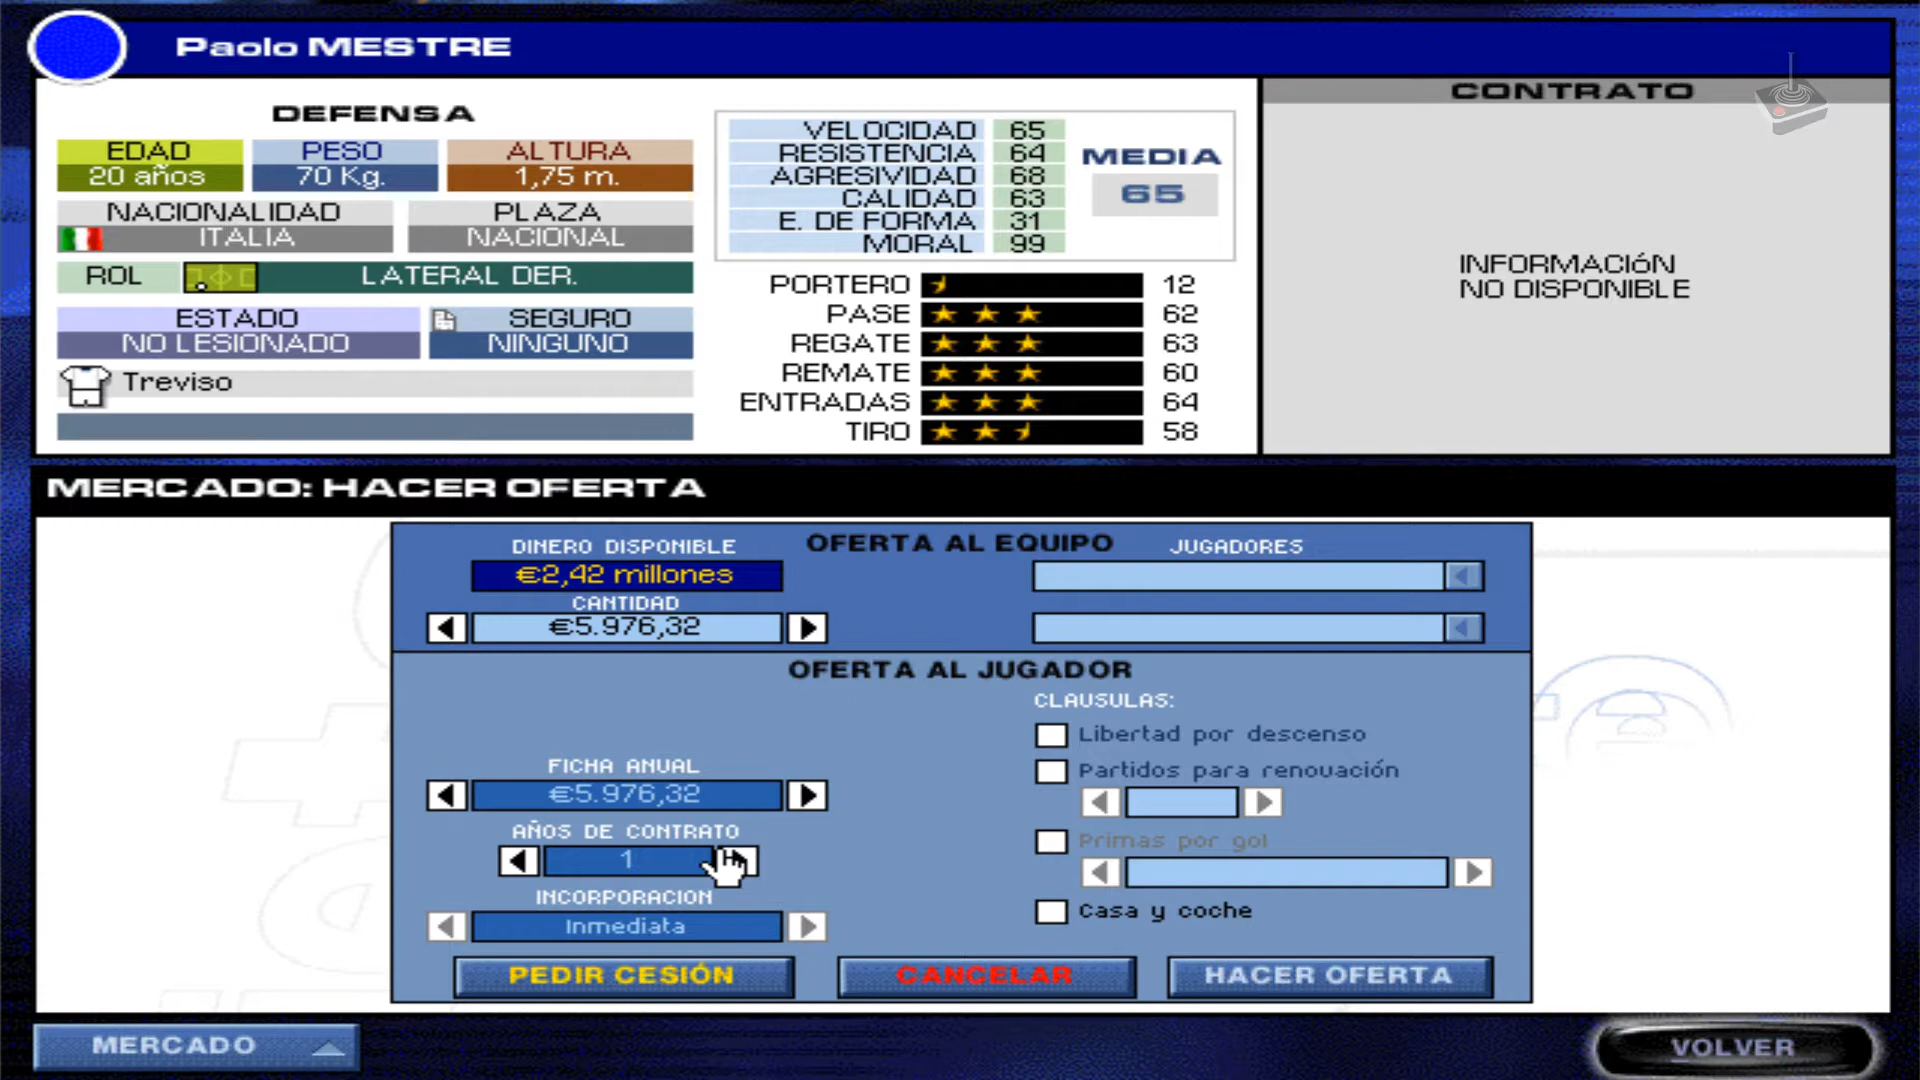 Paolo MESTRE
DEFENSA
EDAD
20 años
PESO
70 Kg.
ALTURA
1,75 m.
NACIONALIDAD
ITALIA
PLAZA
NACIONAL
ROL
LATERAL DER.
ESTADO
NO LESIONADO
SEGURO
NINGUNO
Treviso
VELOCIDAD 65
RESISTENCIA 64
AGRESIVIDAD 68
CALIDAD 63
E. DE FORMA 31
MORAL 99
MEDIA
65
PORTERO 12
PASE 62
REGATE 63
REMATE 60
ENTRADAS 64
TIRO 58
CONTRATO
INFORMACIóN
NO DISPONIBLE
MERCADO: HACER OFERTA
OFERTA AL EQUIPO
DINERO DISPONIBLE
€2,42 millones
CANTIDAD
€5.976,32
JUGADORES
OFERTA AL JUGADOR
FICHA ANUAL
€5.976,32
AÑOS DE CONTRATO
1
INCORPORACION
Inmediata
CLAUSULAS:
Libertad por descenso
Partidos para renovación
Primas por gol
Casa y coche
PEDIR CESIÓN
CANCELAR
HACER OFERTA
MERCADO
VOLVER